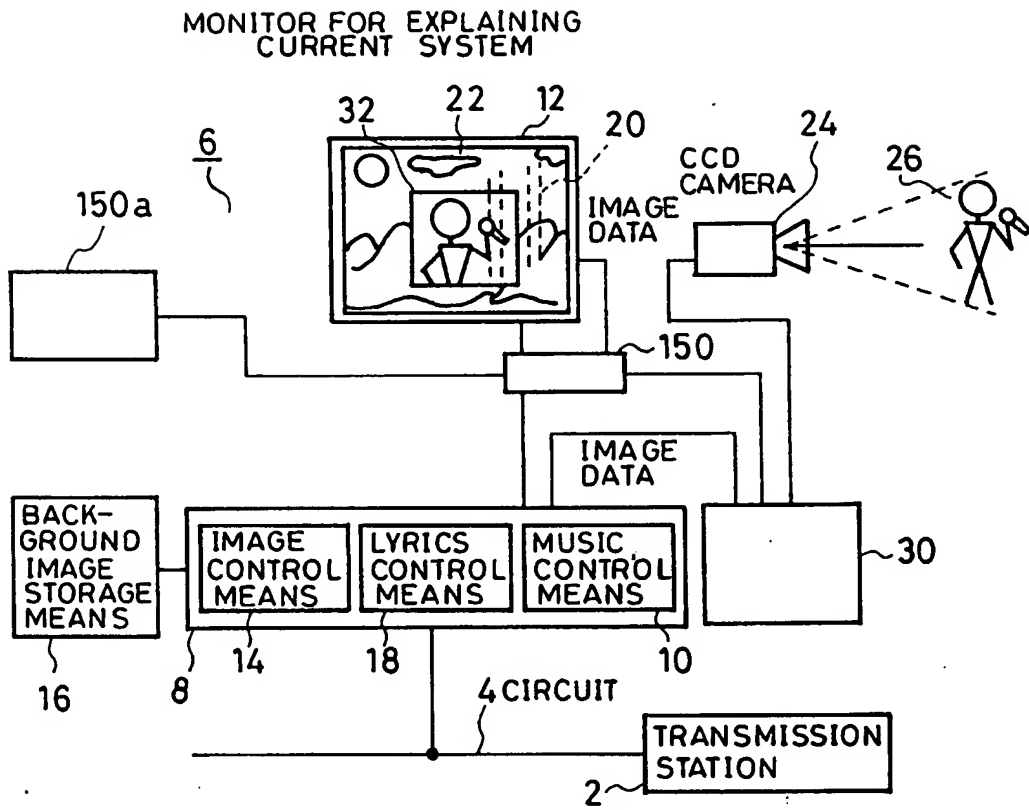 MONITOR FOR EXPLAINING
CURRENT SYSTEM
32
22
12
20
24
6
CCD
CAMERA
26
150a
IMAGE
DATA
150
IMAGE
DATA
BACK-
GROUND
IMAGE
STORAGE
MEANS
IMAGE
CONTROL
MEANS
LYRICS
CONTROL
MEANS
MUSIC
CONTROL
MEANS
30
16
8
14
18
10
4 CIRCUIT
2
TRANSMISSION
STATION